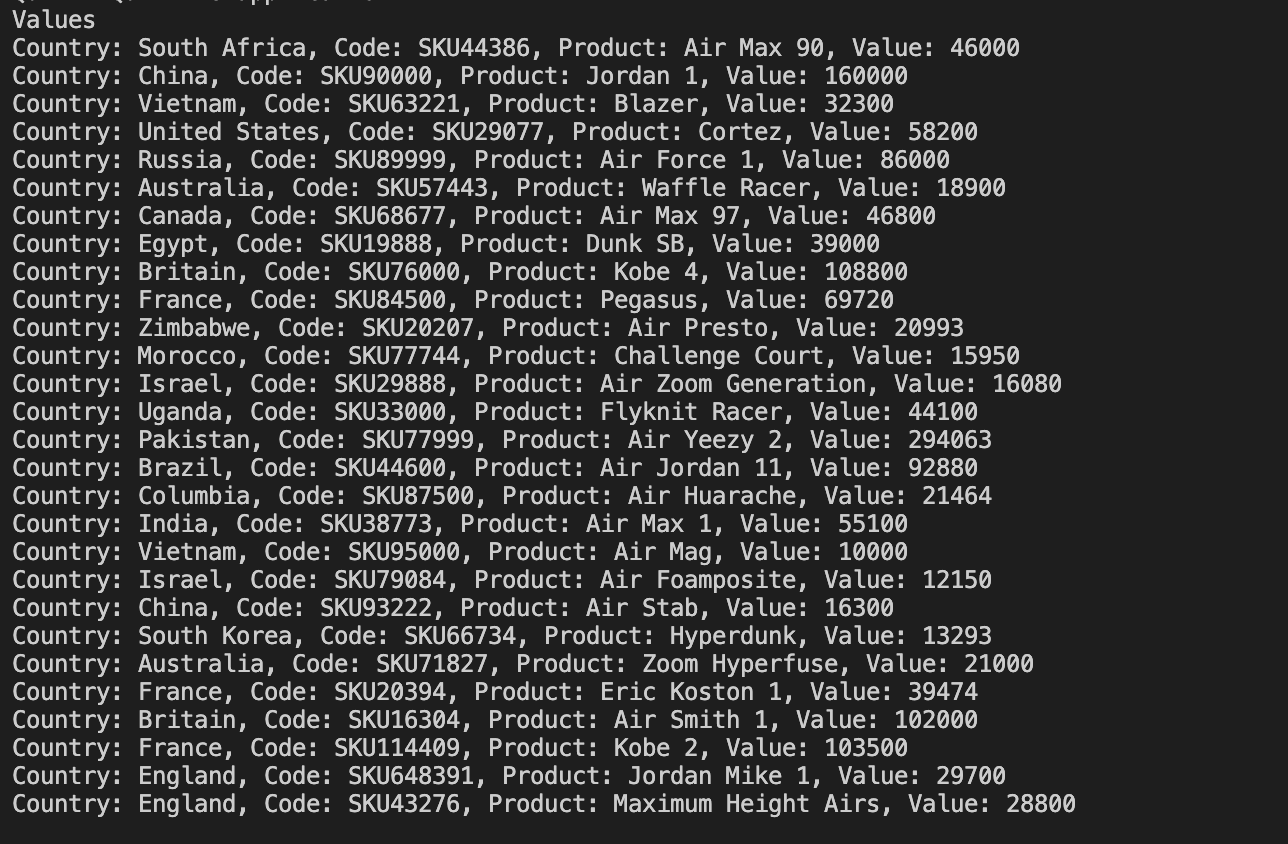 Values
Country: South Africa, Code: SKU44386, Product: Air Max 90, Value: 46000
Country: China, Code: SKU90000, Product: Jordan 1, Value: 160000
Country: Vietnam, Code: SKU63221, Product: Blazer, Value: 32300
Country: United States, Code: SKU29077, Product: Cortez, Value: 58200
Country: Russia, Code: SKU89999, Product: Air Force 1, Value: 86000
Country: Australia, Code: SKU57443, Product: Waffle Racer, Value: 18900
Country: Canada, Code: SKU68677, Product: Air Max 97, Value: 46800
Country: Egypt, Code: SKU19888, Product: Dunk SB, Value: 39000
Country: Britain, Code: SKU76000, Product: Kobe 4, Value: 108800
Country: France, Code: SKU84500, Product: Pegasus, Value: 69720
Country: Zimbabwe, Code: SKU20207, Product: Air Presto, Value: 20993
Country: Morocco, Code: SKU77744, Product: Challenge Court, Value: 15950
Country: Israel, Code: SKU29888, Product: Air Zoom Generation, Value: 16080
Country: Uganda, Code: SKU33000, Product: Flyknit Racer, Value: 44100
Country: Pakistan, Code: SKU77999, Product: Air Yeezy 2, Value: 294063
Country: Brazil, Code: SKU44600, Product: Air Jordan 11, Value: 92880
Country: Columbia, Code: SKU87500, Product: Air Huarache, Value: 21464
Country: India, Code: SKU38773, Product: Air Max 1, Value: 55100
Country: Vietnam, Code: SKU95000, Product: Air Mag, Value: 10000
Country: Israel, Code: SKU79084, Product: Air Foamposite, Value: 12150
Country: China, Code: SKU93222, Product: Air Stab, Value: 16300
Country: South Korea, Code: SKU66734, Product: Hyperdunk, Value: 13293
Country: Australia, Code: SKU71827, Product: Zoom Hyperfuse, Value: 21000
Country: France, Code: SKU20394, Product: Eric Koston 1, Value: 39474
Country: Britain, Code: SKU16304, Product: Air Smith 1, Value: 102000
Country: France, Code: SKU114409, Product: Kobe 2, Value: 103500
Country: England, Code: SKU648391, Product: Jordan Mike 1, Value: 29700
Country: England, Code: SKU43276, Product: Maximum Height Airs, Value: 28800